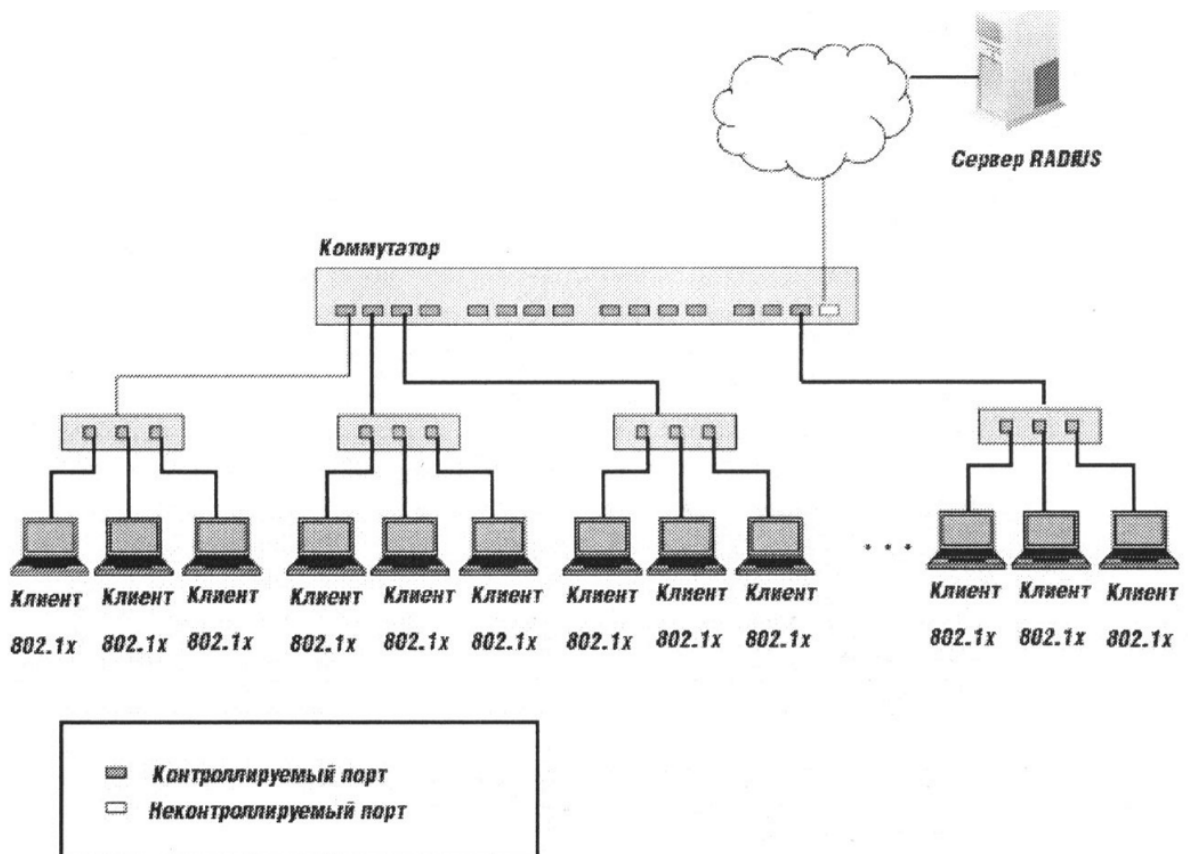 Сервер RADIUS
Коммутатор
Клиент Клиент Клиент Клиент Клиент Клиент Клиент Клиент Клиент Клиент Клиент Клиент
802.1x 802.1x 802.1x 802.1x 802.1x 802.1x 802.1x 802.1x 802.1x 802.1x 802.1x 802.1x
Контроллируемый порт
Неконтроллируемый порт